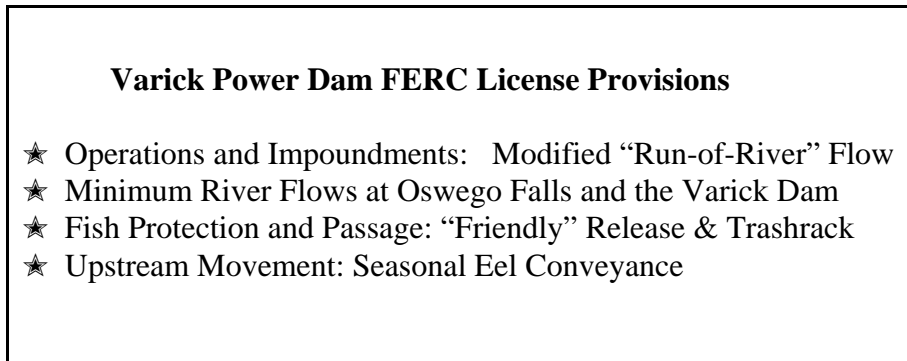 Varick Power Dam FERC License Provisions
✭ Operations and Impoundments: Modified “Run-of-River” Flow
✭ Minimum River Flows at Oswego Falls and the Varick Dam
✭ Fish Protection and Passage: “Friendly” Release & Trashrack
✭ Upstream Movement: Seasonal Eel Conveyance